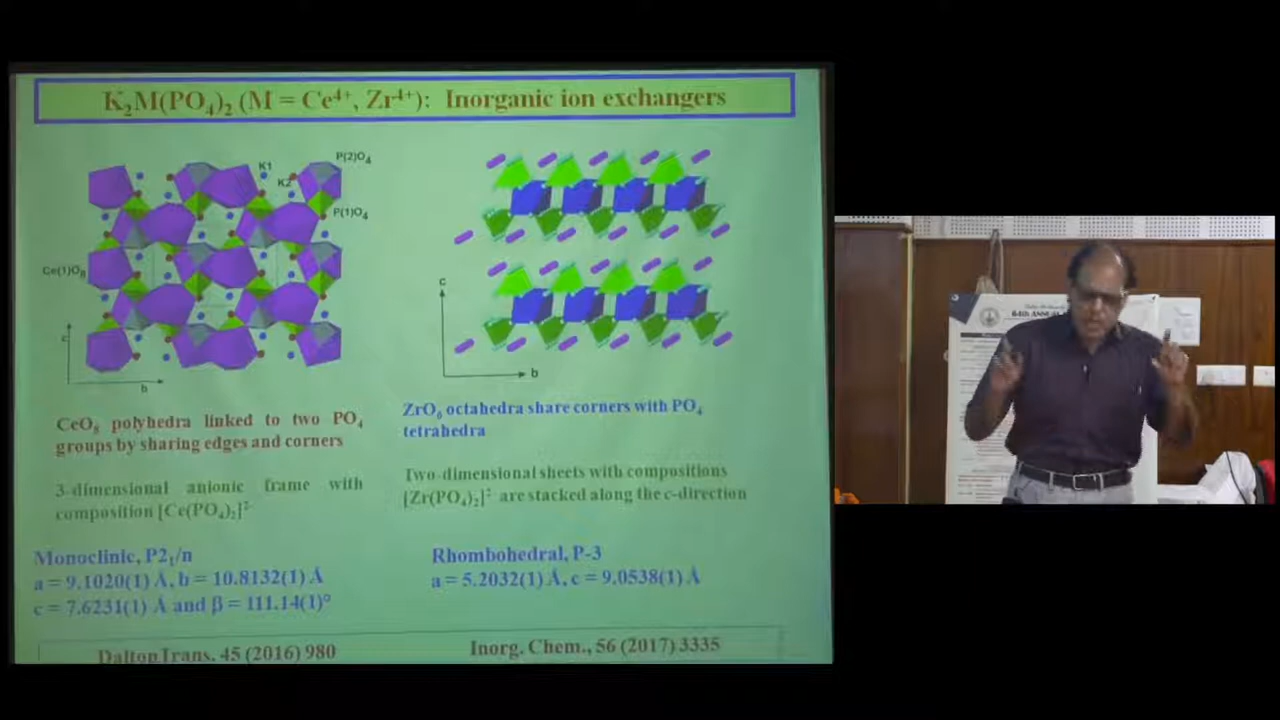 K₂M(PO₄)₂ (M = Ce⁴⁺, Zr⁴⁺): Inorganic ion exchangers
P(2)O₄
K1
K2
P(1)O₄
Ce(1)O₈
c
b
c
b
CeO₈ polyhedra linked to two PO₄
groups by sharing edges and corners
3-dimensional anionic frame with
composition [Ce(PO₄)₂]²⁻
Monoclinic, P2₁/n
a = 9.1020(1) Å, b = 10.8132(1) Å
c = 7.6231(1) Å and β = 111.14(1)°
Dalton Trans. 45 (2016) 980
ZrO₆ octahedra share corners with PO₄
tetrahedra
Two-dimensional sheets with compositions
[Zr(PO₄)₂]²⁻ are stacked along the c-direction
Rhombohedral, P-3
a = 5.2032(1) Å, c = 9.0538(1) Å
Inorg. Chem., 56 (2017) 3335
64th ANNUAL